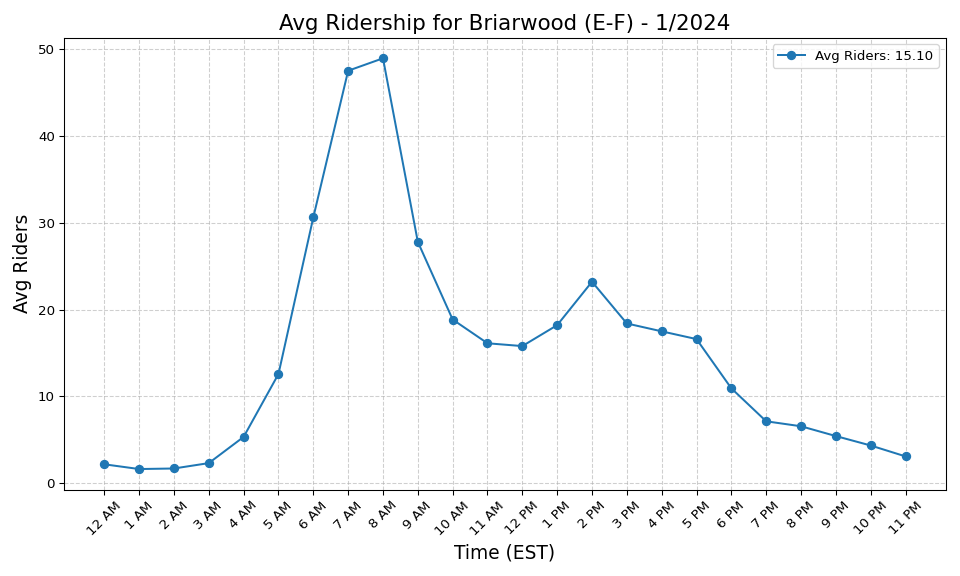 Avg Ridership for Briarwood (E-F) - 1/2024
Avg Riders: 15.10
Avg Riders
50
40
30
20
10
0
12 AM
1 AM
2 AM
3 AM
4 AM
5 AM
6 AM
7 AM
8 AM
9 AM
10 AM
11 AM
12 PM
1 PM
2 PM
3 PM
4 PM
5 PM
6 PM
7 PM
8 PM
9 PM
10 PM
11 PM
Time (EST)